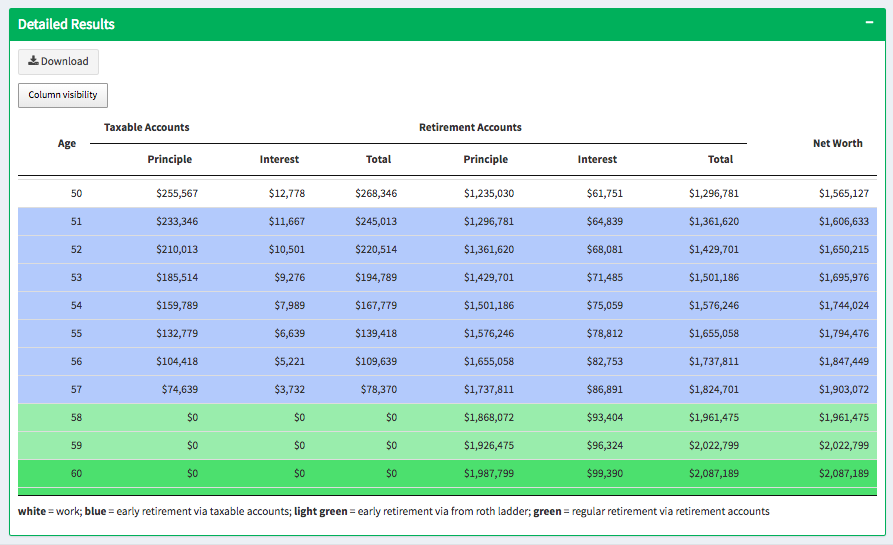 Detailed Results
Download
Column visibility
Taxable Accounts Retirement Accounts
Age Net Worth
Principle Interest Total Principle Interest Total
50 $255,567 $12,778 $268,346 $1,235,030 $61,751 $1,296,781 $1,565,127
51 $233,346 $11,667 $245,013 $1,296,781 $64,839 $1,361,620 $1,606,633
52 $210,013 $10,501 $220,514 $1,361,620 $68,081 $1,429,701 $1,650,215
53 $185,514 $9,276 $194,789 $1,429,701 $71,485 $1,501,186 $1,695,976
54 $159,789 $7,989 $167,779 $1,501,186 $75,059 $1,576,246 $1,744,024
55 $132,779 $6,639 $139,418 $1,576,246 $78,812 $1,655,058 $1,794,476
56 $104,418 $5,221 $109,639 $1,655,058 $82,753 $1,737,811 $1,847,449
57 $74,639 $3,732 $78,370 $1,737,811 $86,891 $1,824,701 $1,903,072
58 $0 $0 $0 $1,868,072 $93,404 $1,961,475 $1,961,475
59 $0 $0 $0 $1,926,475 $96,324 $2,022,799 $2,022,799
60 $0 $0 $0 $1,987,799 $99,390 $2,087,189 $2,087,189
white = work; blue = early retirement via taxable accounts; light green = early retirement via from roth ladder; green = regular retirement via retirement accounts